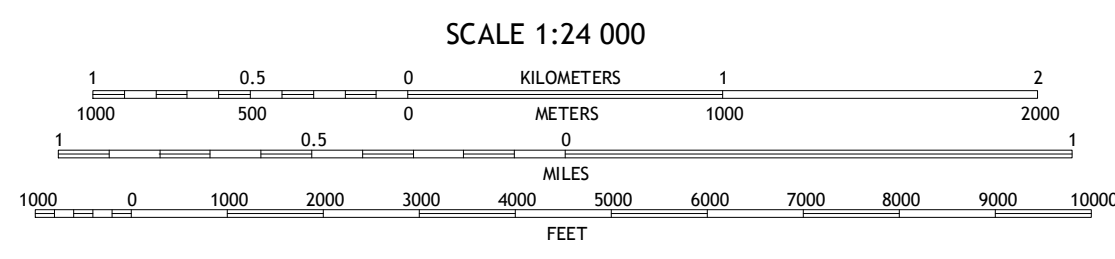 SCALE 1:24 000
1 0.5 0 KILOMETERS 1 2
1000 500 0 METERS 1000 2000
1 0.5 0 1
MILES
1000 0 1000 2000 3000 4000 5000 6000 7000 8000 9000 10000
FEET